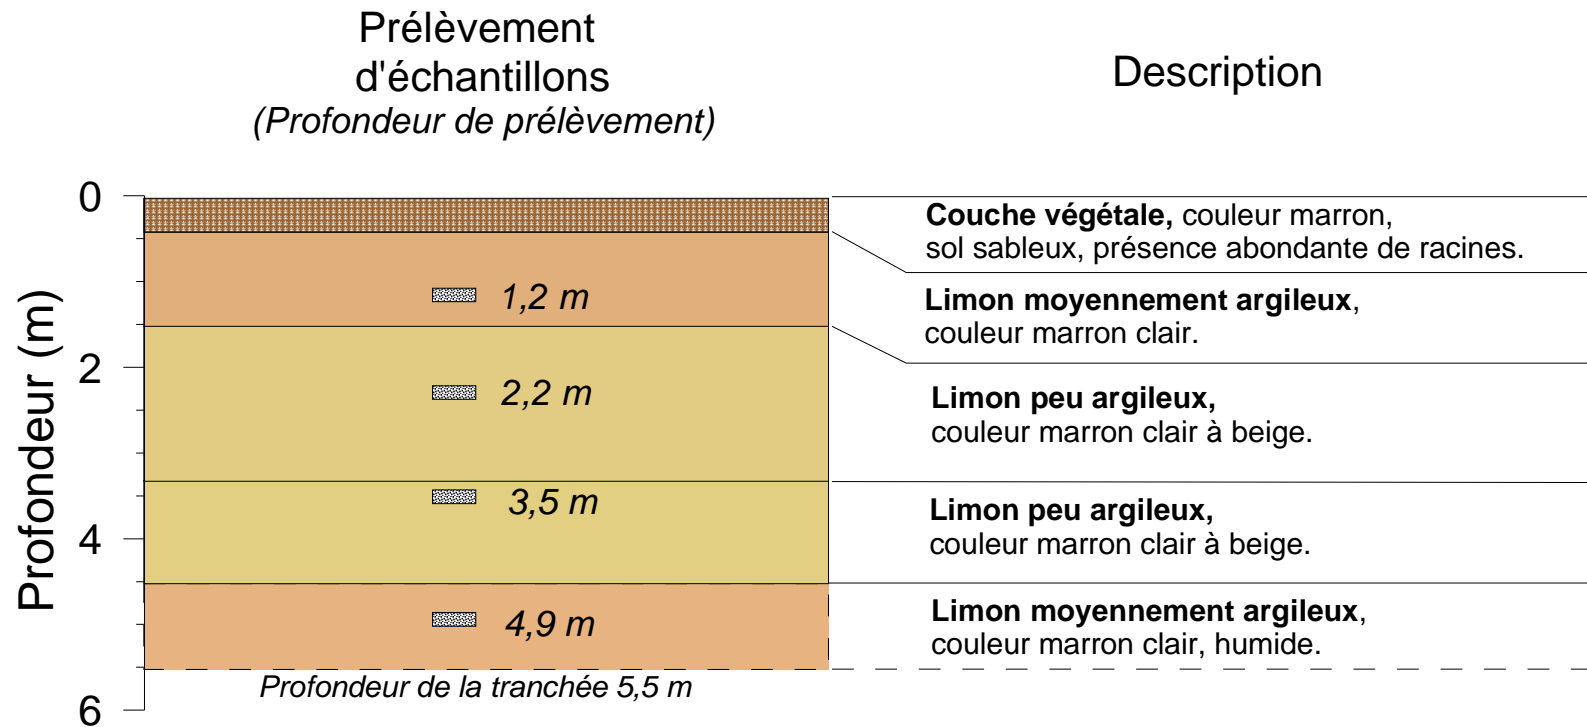 Prélèvement
d'échantillons
(Profondeur de prélèvement)
Description
Profondeur (m)
0
2
4
6
Couche végétale, couleur marron,
sol sableux, présence abondante de racines.
1,2 m
Limon moyennement argileux,
couleur marron clair.
2,2 m
Limon peu argileux,
couleur marron clair à beige.
3,5 m
Limon peu argileux,
couleur marron clair à beige.
4,9 m
Limon moyennement argileux,
couleur marron clair, humide.
Profondeur de la tranchée 5,5 m